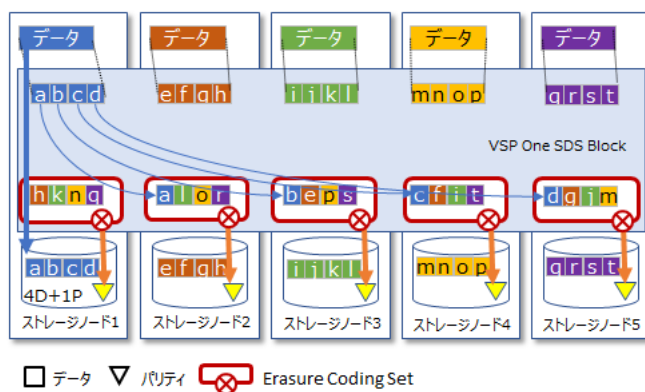 データ データ データ データ データ
abcd efgh ijkl mnop qrst
VSP One SDS Block
hknq alor beps cfit dgjm
abcd efgh ijkl mnop qrst
4D+1P
ストレージノード1 ストレージノード2 ストレージノード3 ストレージノード4 ストレージノード5
データ パリティ Erasure Coding Set